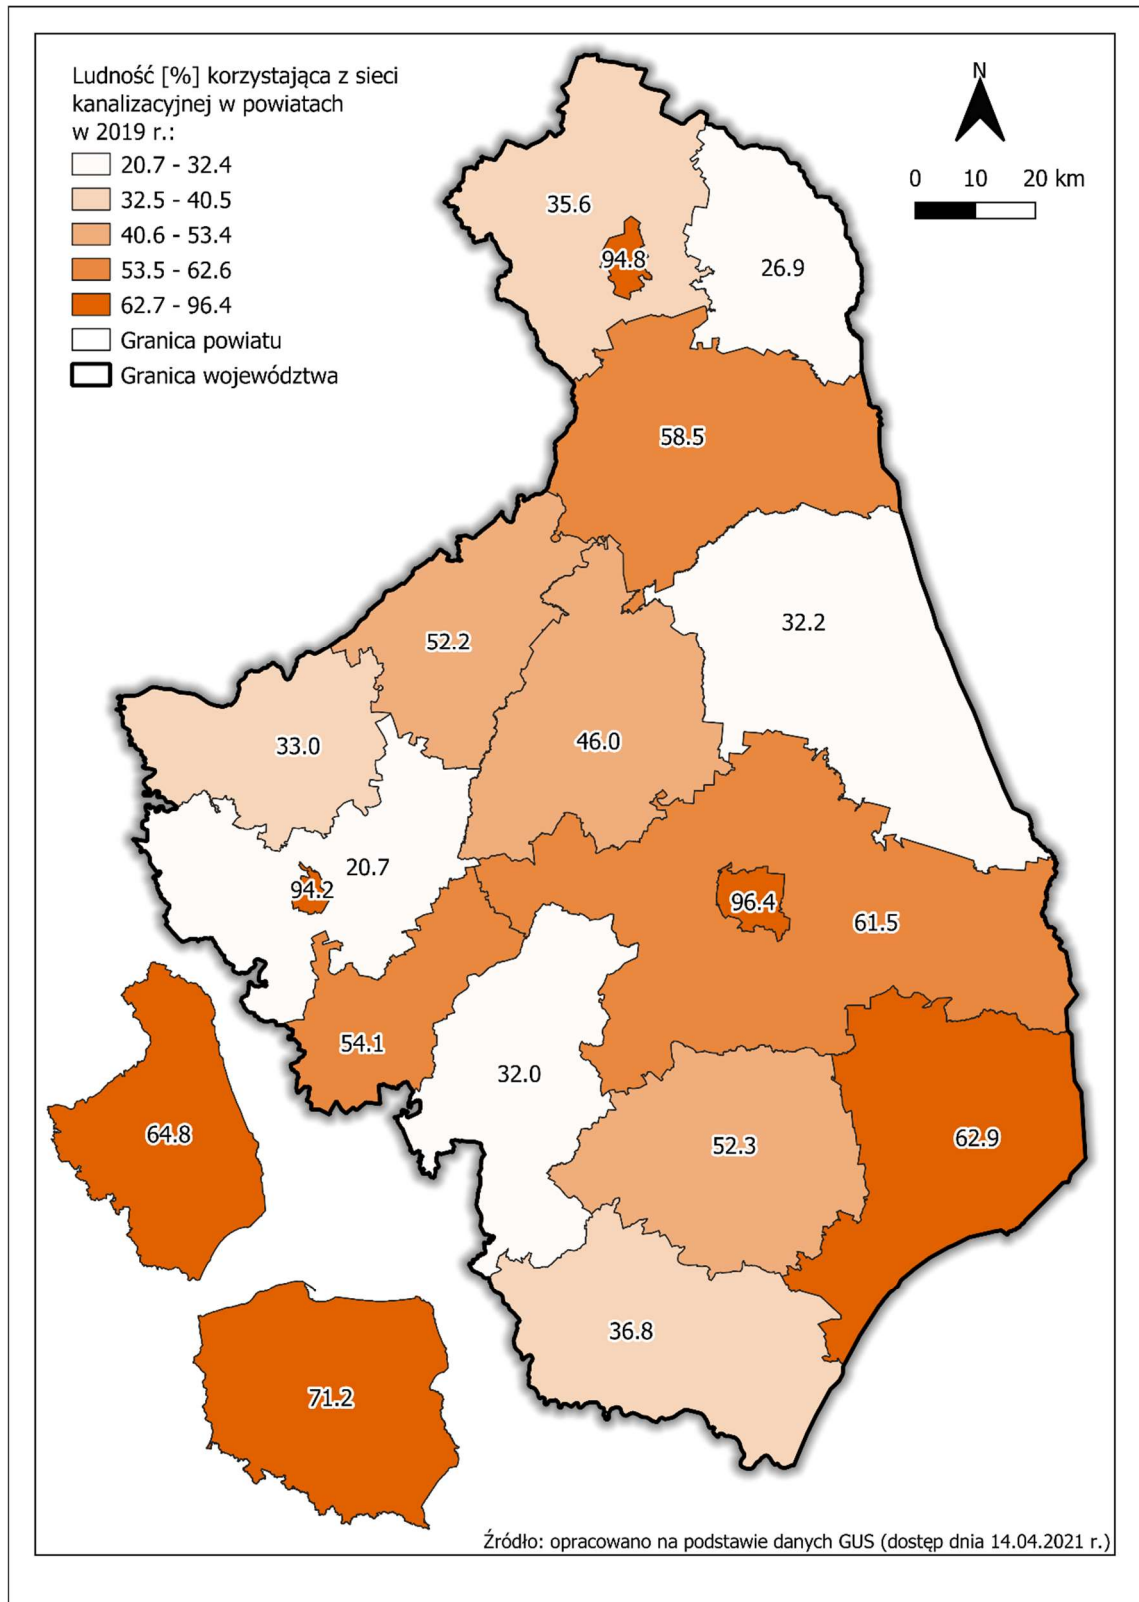 Ludność [%] korzystająca z sieci
kanalizacyjnej w powiatach
w 2019 r.:
20.7 - 32.4
32.5 - 40.5
40.6 - 53.4
53.5 - 62.6
62.7 - 96.4
Granica powiatu
Granica województwa
N
0 10 20 km
35.6
94.8
26.9
58.5
32.2
52.2
33.0
46.0
20.7
94.2
96.4
61.5
54.1
32.0
64.8
52.3
62.9
36.8
71.2
Źródło: opracowano na podstawie danych GUS (dostęp dnia 14.04.2021 r.)